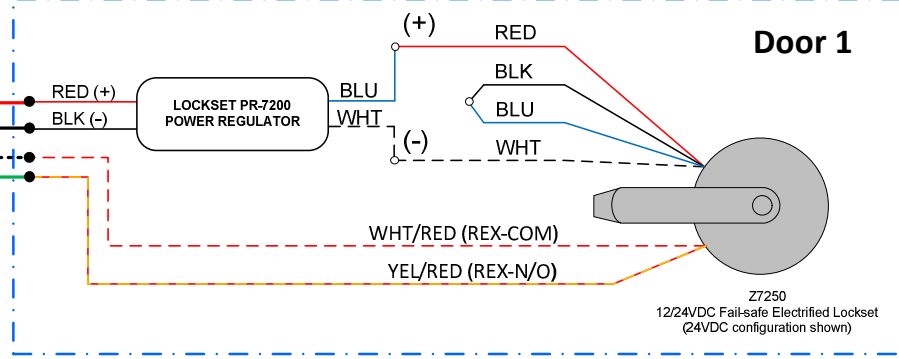 Door 1
(+)
RED
BLK
BLU
WHT
(-)
RED (+)
BLK (-)
LOCKSET PR-7200
POWER REGULATOR
BLU
WHT
WHT/RED (REX-COM)
YEL/RED (REX-N/O)
Z7250
12/24VDC Fail-safe Electrified Lockset
(24VDC configuration shown)